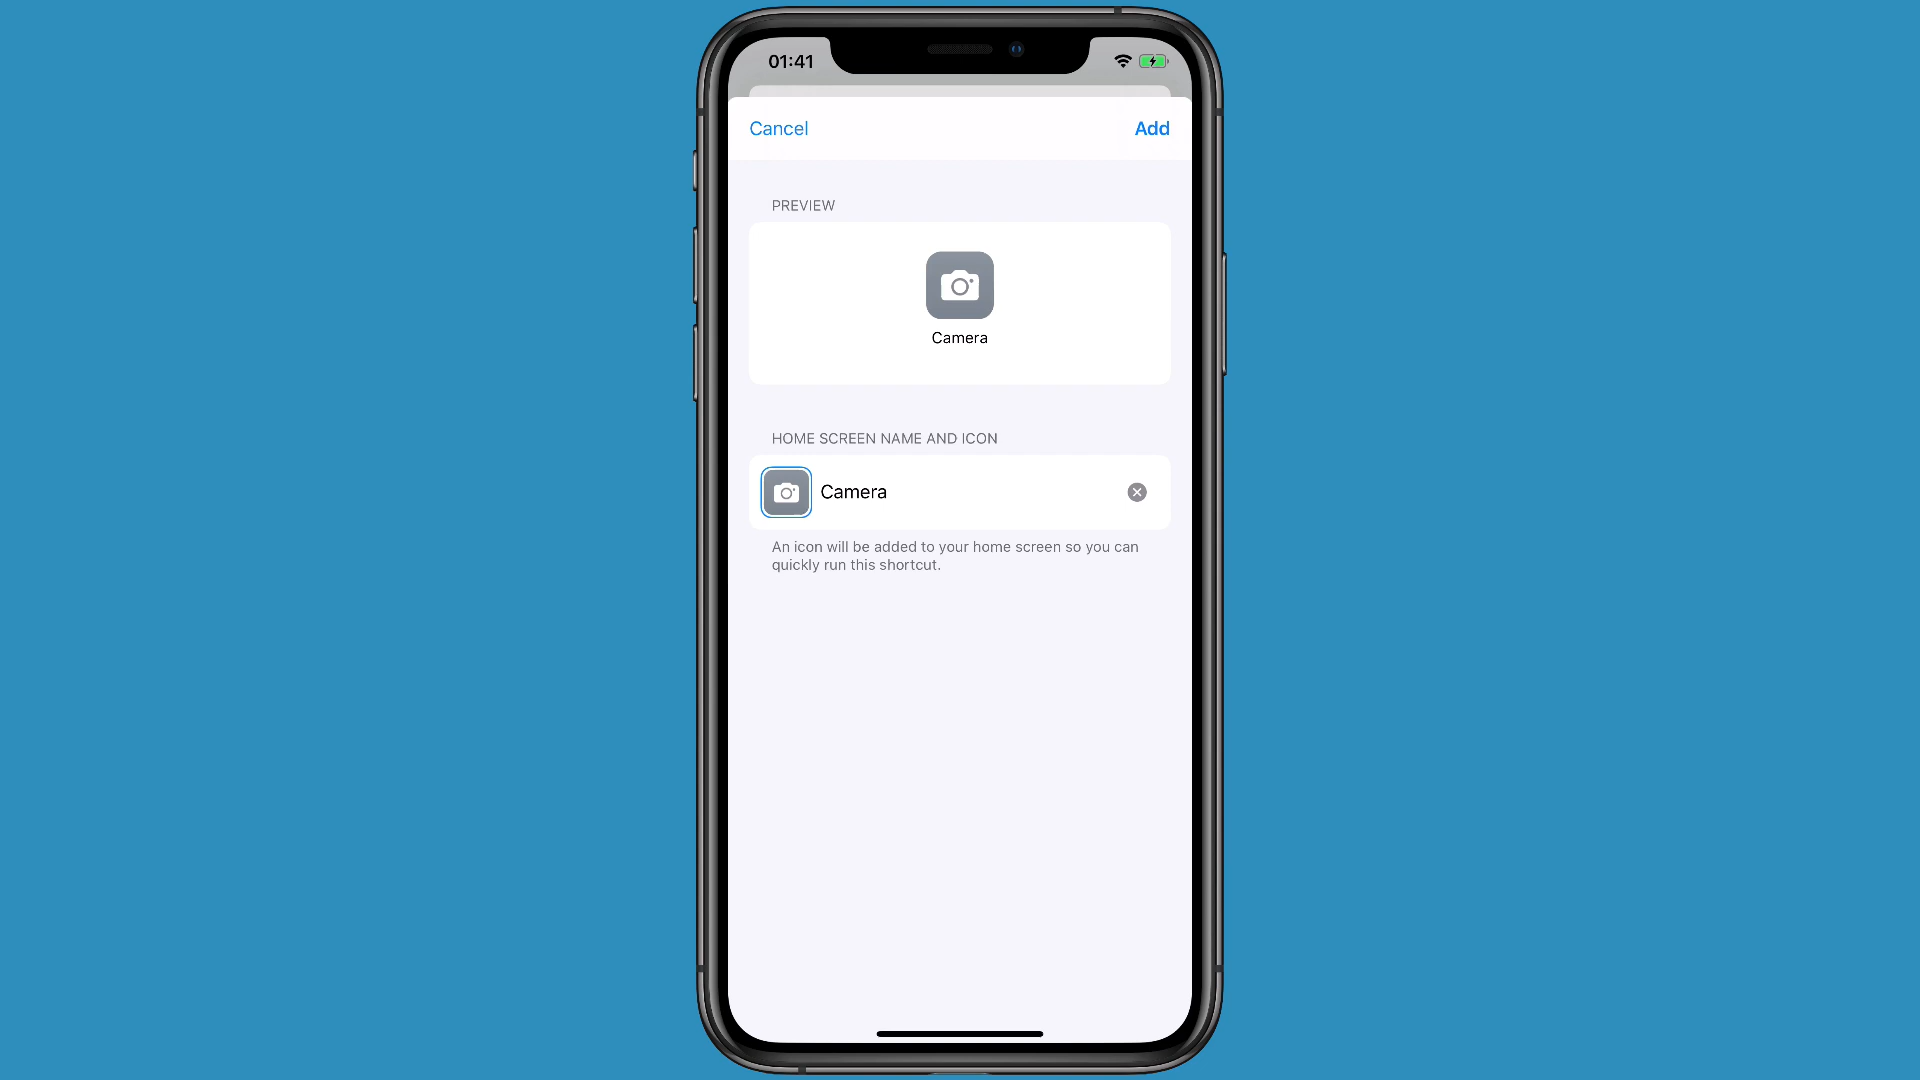 01:41
Cancel
Add
PREVIEW
Camera
HOME SCREEN NAME AND ICON
Camera
An icon will be added to your home screen so you can
quickly run this shortcut.